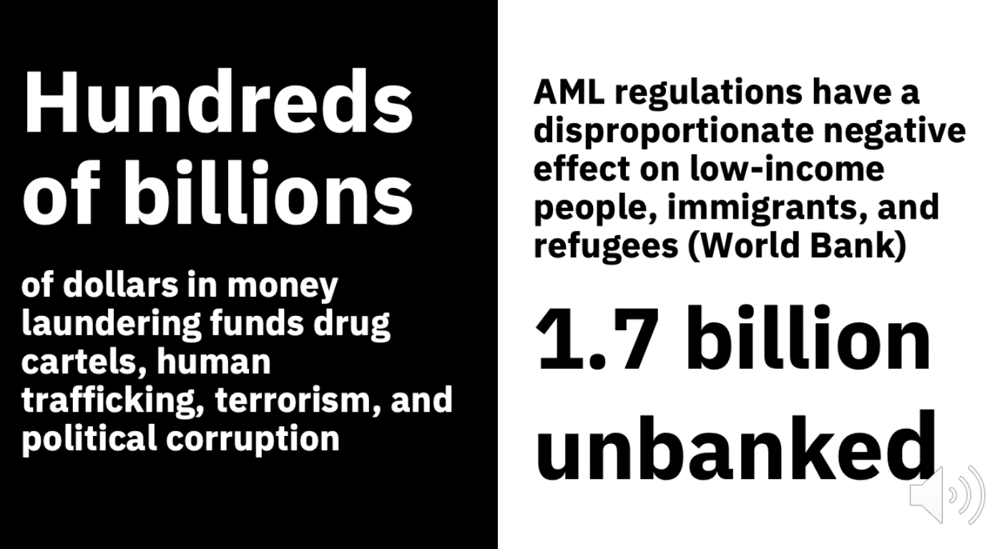 Hundreds
of billions
of dollars in money
laundering funds drug
cartels, human
trafficking, terrorism, and
political corruption
AML regulations have a
disproportionate negative
effect on low-income
people, immigrants, and
refugees (World Bank)
1.7 billion
unbanked